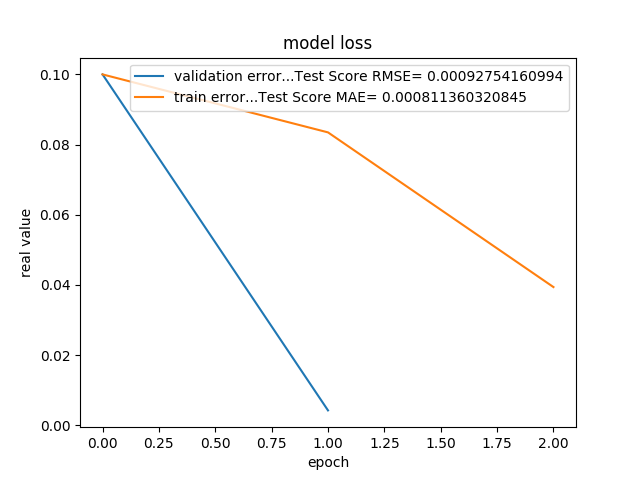 model loss
validation error...Test Score RMSE= 0.00092754160994
train error...Test Score MAE= 0.000811360320845
0.10
0.08
0.06
0.04
0.02
0.00
real value
0.00 0.25 0.50 0.75 1.00 1.25 1.50 1.75 2.00
epoch